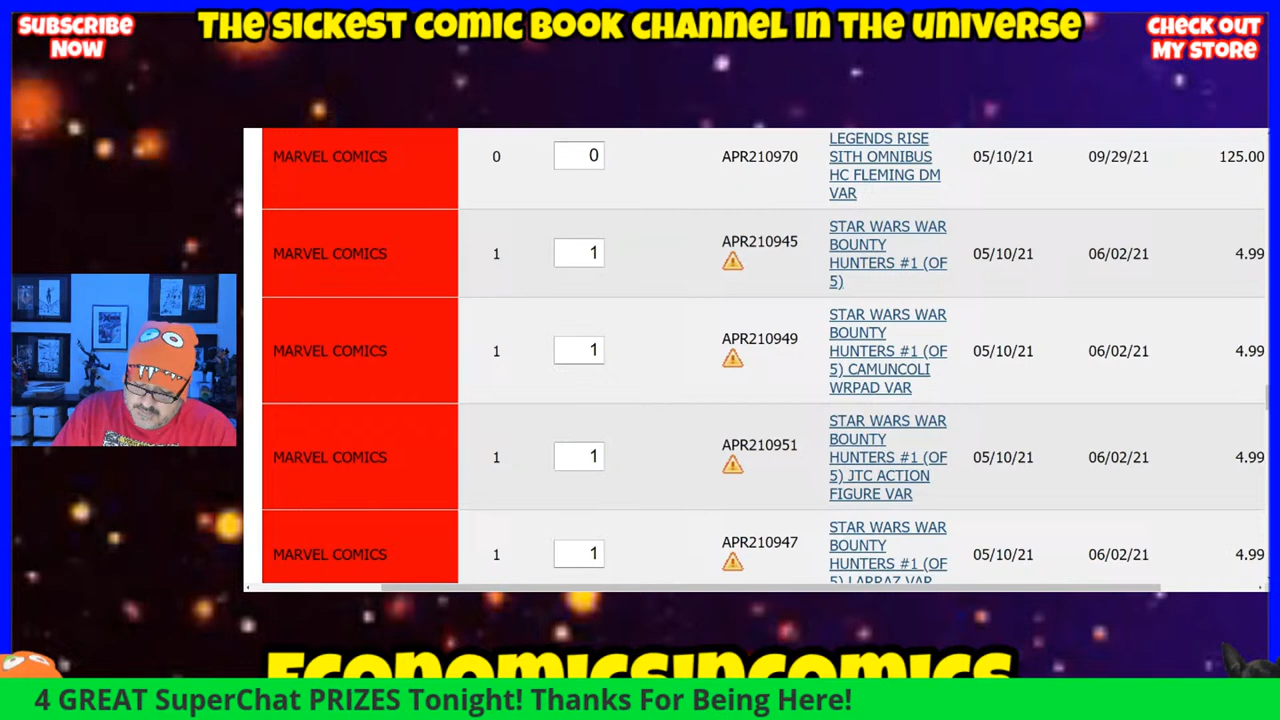 SUBSCRIBE
NOW
THE SICKEST COMIC BOOK CHANNEL IN THE UNIVERSE
CHECK OUT
MY STORE
MARVEL COMICS 0 0 APR210970 LEGENDS RISE 05/10/21 09/29/21 125.00
SITH OMNIBUS
HC FLEMING DM
VAR
MARVEL COMICS 1 1 APR210945 STAR WARS WAR 05/10/21 06/02/21 4.99
BOUNTY
HUNTERS #1 (OF
5)
MARVEL COMICS 1 1 APR210949 STAR WARS WAR 05/10/21 06/02/21 4.99
BOUNTY
HUNTERS #1 (OF
5) CAMUNCOLI
WRPAD VAR
MARVEL COMICS 1 1 APR210951 STAR WARS WAR 05/10/21 06/02/21 4.99
BOUNTY
HUNTERS #1 (OF
5) JTC ACTION
FIGURE VAR
MARVEL COMICS 1 1 APR210947 STAR WARS WAR 05/10/21 06/02/21 4.99
BOUNTY
HUNTERS #1 (OF
5) LARRAZ VAR
ECONOMICSINCOMICS
4 GREAT SuperChat PRIZES Tonight! Thanks For Being Here!